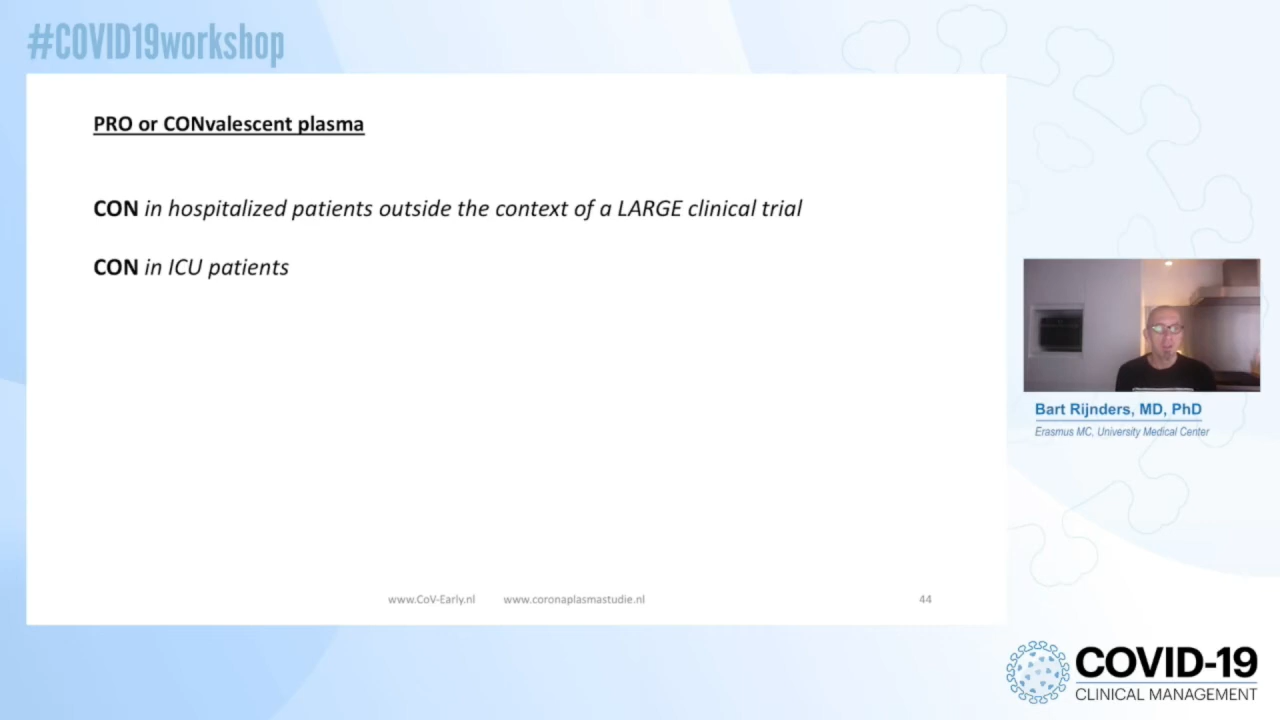 #COVID19workshop
PRO or CONvalescent plasma
CON in hospitalized patients outside the context of a LARGE clinical trial
CON in ICU patients
Bart Rijnders, MD, PhD
Erasmus MC, University Medical Center
www.CoV-Early.nl www.coronaplasmastudie.nl 44
COVID-19
CLINICAL MANAGEMENT